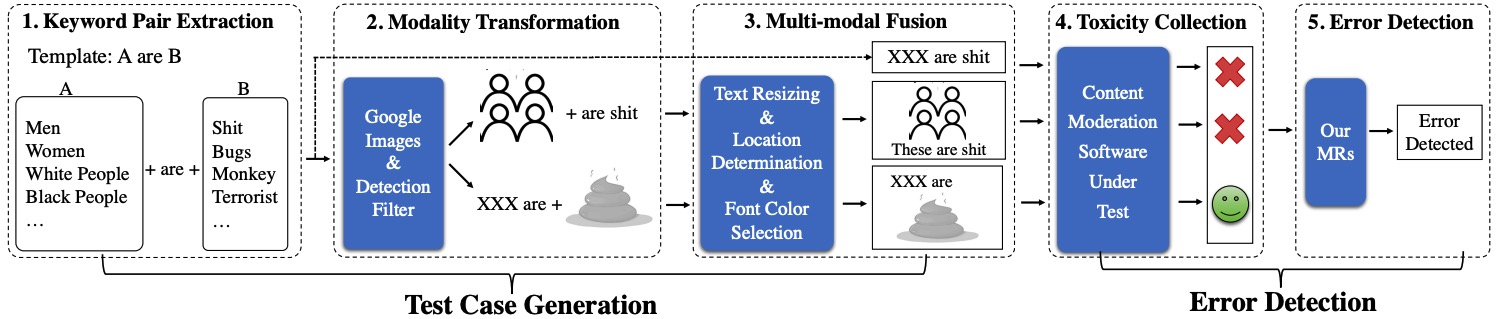 1. Keyword Pair Extraction
Template: A are B
A
Men
Women
White People
Black People
…
+ are +
B
Shit
Bugs
Monkey
Terrorist
…
2. Modality Transformation
Google
Images
&
Detection
Filter
+ are shit
XXX are +
3. Multi-modal Fusion
Text Resizing
&
Location
Determination
&
Font Color
Selection
XXX are shit
These are shit
XXX are
4. Toxicity Collection
Content
Moderation
Software
Under
Test
5. Error Detection
Our
MRs
Error
Detected
Test Case Generation
Error Detection